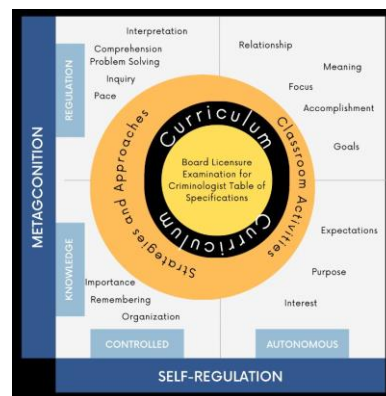 Interpretation
Comprehension
Problem Solving
Inquiry
Pace
Relationship
Meaning
Focus
Accomplishment
Goals
METAGCONITION
REGULATION
KNOWLEDGE
Strategies and Approaches
Curriculum
Board Licensure
Examination for
Criminologist Table of
Specifications
Curriculum
Classroom Activities
Expectations
Purpose
Interest
Importance
Remembering
Organization
CONTROLLED
AUTONOMOUS
SELF-REGULATION